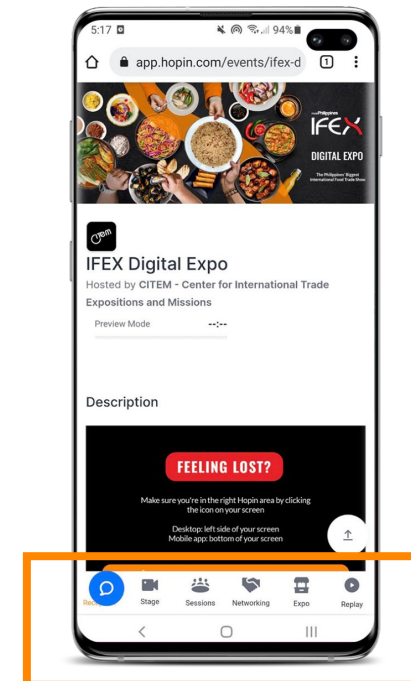 5:17
94%
app.hopin.com/events/ifex-d
1
Philippines
IFEX
DIGITAL EXPO
The Philippines' Biggest
International Food Trade Show
CITEM
IFEX Digital Expo
Hosted by CITEM - Center for International Trade
Expositions and Missions
Preview Mode --:--
Description
FEELING LOST?
Make sure you're in the right Hopin area by clicking
the icon on your screen
Desktop: left side of your screen
Mobile app: bottom of your screen
Stage Sessions Networking Expo Replay